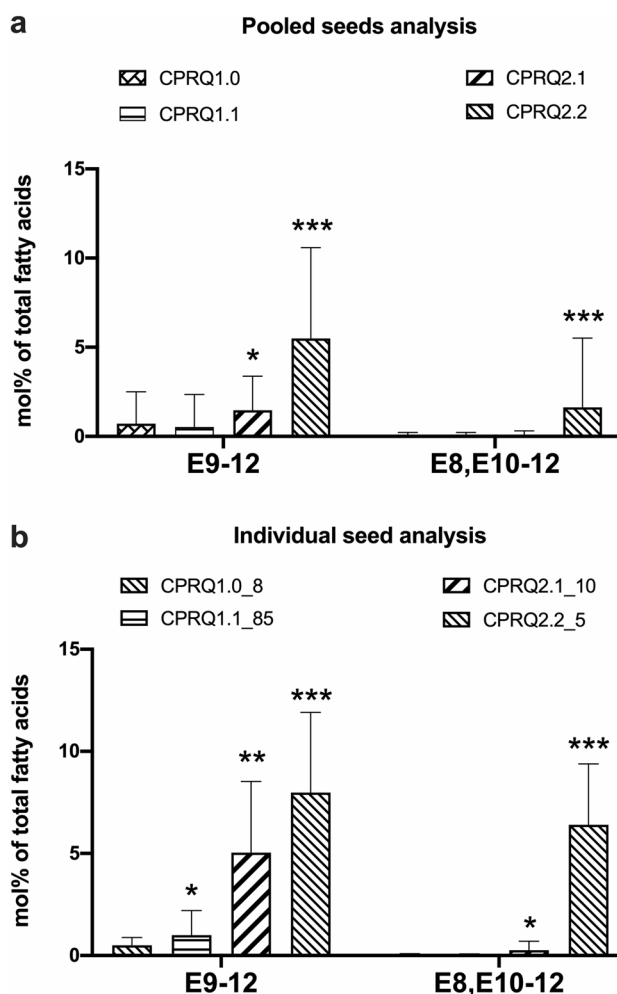 a
Pooled seeds analysis
CPRQ1.0
CPRQ2.1
CPRQ1.1
CPRQ2.2
mol% of total fatty acids
15
10
5
0
*
***
***
E9-12
E8,E10-12
b
Individual seed analysis
CPRQ1.0_8
CPRQ2.1_10
CPRQ1.1_85
CPRQ2.2_5
mol% of total fatty acids
15
10
5
0
*
**
***
*
***
E9-12
E8,E10-12